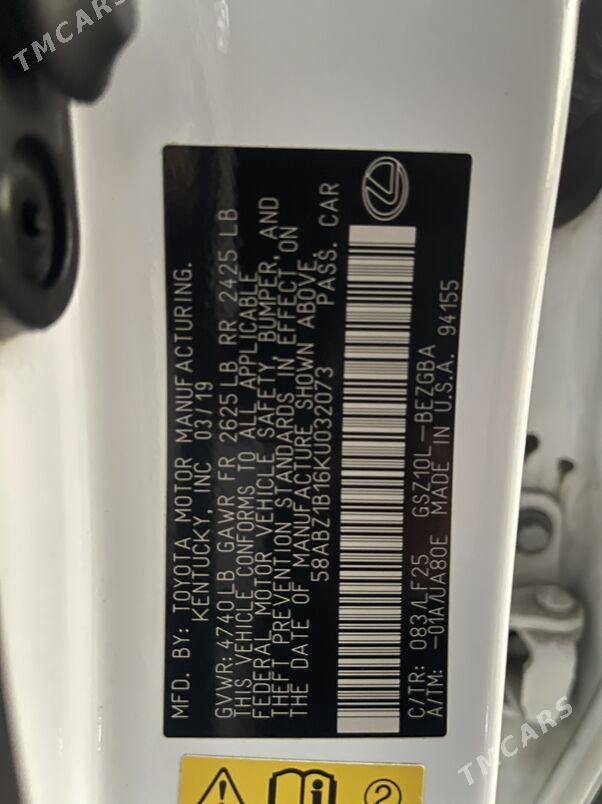 TMCARS
MFD. BY: TOYOTA MOTOR MANUFACTURING.
KENTUCKY, INC 03/19
GVWR: 4740 LB GAWR FR 2625 LB RR 2425 LB
THIS VEHICLE CONFORMS TO ALL APPLICABLE
FEDERAL MOTOR VEHICLE SAFETY, BUMPER, AND
THEFT PREVENTION STANDARDS IN EFFECT ON
THE DATE OF MANUFACTURE SHOWN ABOVE.
58ABZ1B16KU032073 PASS. CAR
C/TR: 083/LF25 GSZ10L-BEZGBA
A/TM: -01A/UA80E MADE IN U.S.A. 94155
TMCARS